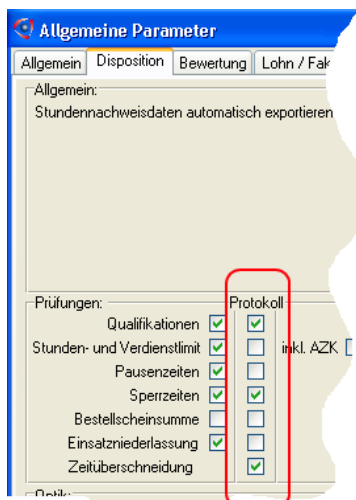 Allgemeine Parameter
Allgemein Disposition Bewertung Lohn / Fak
Allgemein:
Stundennachweisdaten automatisch exportieren
Prüfungen: Protokoll
Qualifikationen
Stunden- und Verdienstlimit inkl. AZK
Pausenzeiten
Sperrzeiten
Bestellscheinsumme
Einsatzniederlassung
Zeitüberschneidung
Optik: